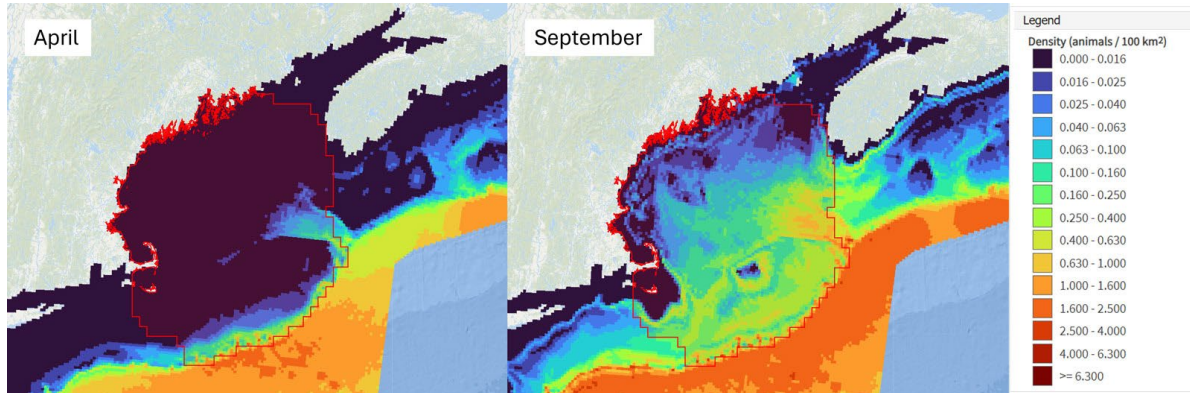 April
September
Legend
Density (animals / 100 km2)
0.000 - 0.016
0.016 - 0.025
0.025 - 0.040
0.040 - 0.063
0.063 - 0.100
0.100 - 0.160
0.160 - 0.250
0.250 - 0.400
0.400 - 0.630
0.630 - 1.000
1.000 - 1.600
1.600 - 2.500
2.500 - 4.000
4.000 - 6.300
>= 6.300